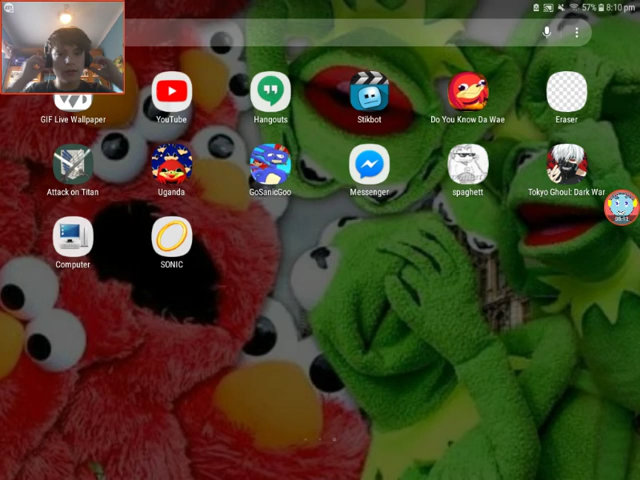 57% 8:10 pm
GIF Live Wallpaper
YouTube
Hangouts
Stikbot
Do You Know Da Wae
Eraser
Attack on Titan
Uganda
GoSanicGoo
Messenger
spaghett
Tokyo Ghoul: Dark War
Computer
SONIC